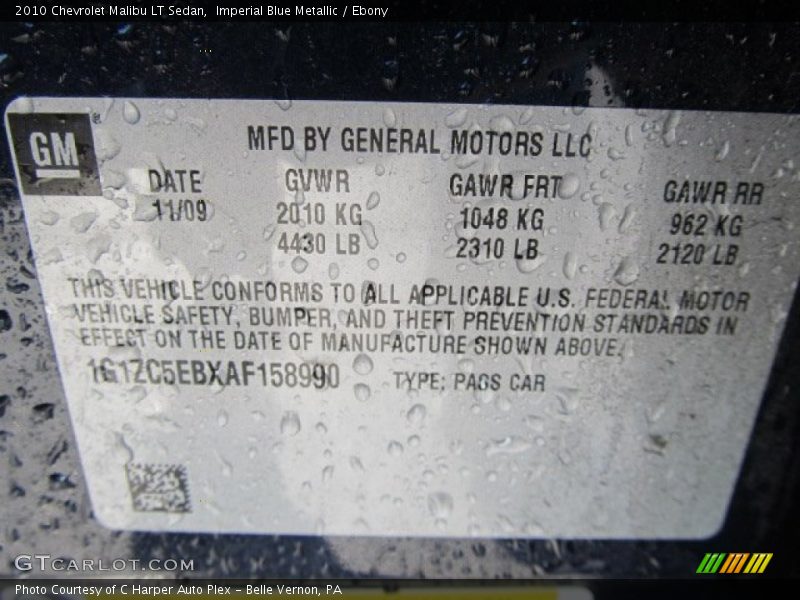 2010 Chevrolet Malibu LT Sedan, Imperial Blue Metallic / Ebony
GM
MFD BY GENERAL MOTORS LLC
DATE GVWR GAWR FRT GAWR RR
11/09 2010 KG 1048 KG 962 KG
4430 LB 2310 LB 2120 LB
THIS VEHICLE CONFORMS TO ALL APPLICABLE U.S. FEDERAL MOTOR
VEHICLE SAFETY, BUMPER, AND THEFT PREVENTION STANDARDS IN
EFFECT ON THE DATE OF MANUFACTURE SHOWN ABOVE.
1G1ZC5EBXAF158990 TYPE: PASS CAR
GTCARLOT.COM
Photo Courtesy of C Harper Auto Plex – Belle Vernon, PA